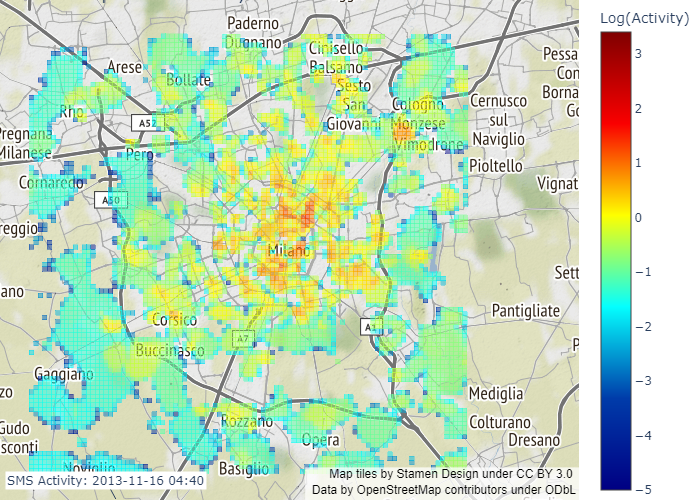 Paderno
Dugnano
Cinisello
Balsamo
Sesto
San
Giovanni
Arese
Bollate
Rho
A52
Pregnana
Milanese
Pero
Cornaredo
A50
Cologno
Monzese
Vimodrone
Cernusco
sul
Naviglio
Pioltello
Pessa
Con
Borna
Go
Vignat
reggio
Milano
Sett
ano
Corsico
A7
A1
Pantigliate
P
Buccinasco
Gaggiano
zo
Mediglia
Gudo
sconti
Rozzano
Opera
Colturano
Dresano
Noviglio
Basiglio
SMS Activity: 2013-11-16 04:40
Map tiles by Stamen Design under CC BY 3.0
Data by OpenStreetMap contributors under ODbL
Log(Activity)
3
2
1
0
−1
−2
−3
−4
−5